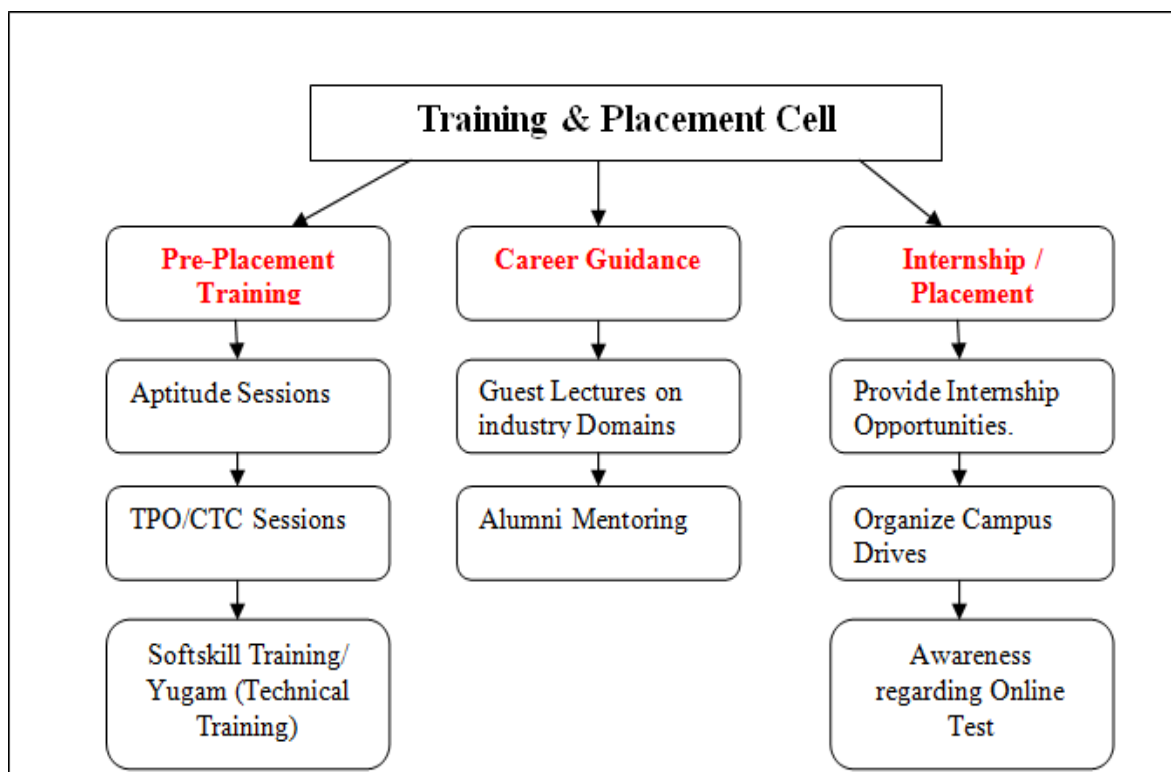 Training & Placement Cell
Pre-Placement
Training
Career Guidance
Internship /
Placement
Aptitude Sessions
Guest Lectures on
industry Domains
Provide Internship
Opportunities.
TPO/CTC Sessions
Alumni Mentoring
Organize Campus
Drives
Softskill Training/
Yugam (Technical
Training)
Awareness
regarding Online
Test